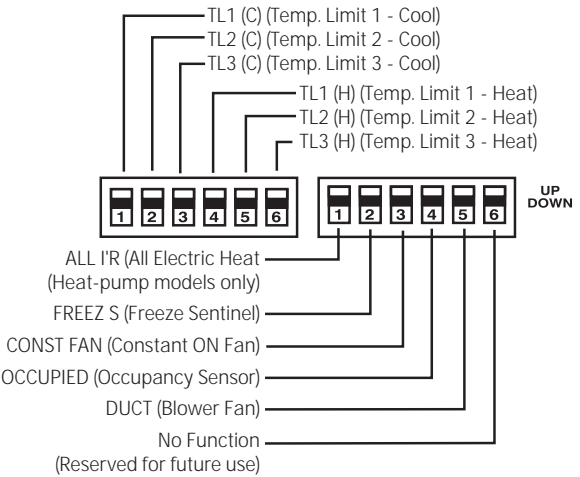 TL1 (C) (Temp. Limit 1 - Cool)
TL2 (C) (Temp. Limit 2 - Cool)
TL3 (C) (Temp. Limit 3 - Cool)
TL1 (H) (Temp. Limit 1 - Heat)
TL2 (H) (Temp. Limit 2 - Heat)
TL3 (H) (Temp. Limit 3 - Heat)
1 2 3 4 5 6
1 2 3 4 5 6
UP
DOWN
ALL I'R (All Electric Heat
(Heat-pump models only)
FREEZ S (Freeze Sentinel)
CONST FAN (Constant ON Fan)
OCCUPIED (Occupancy Sensor)
DUCT (Blower Fan)
No Function
(Reserved for future use)